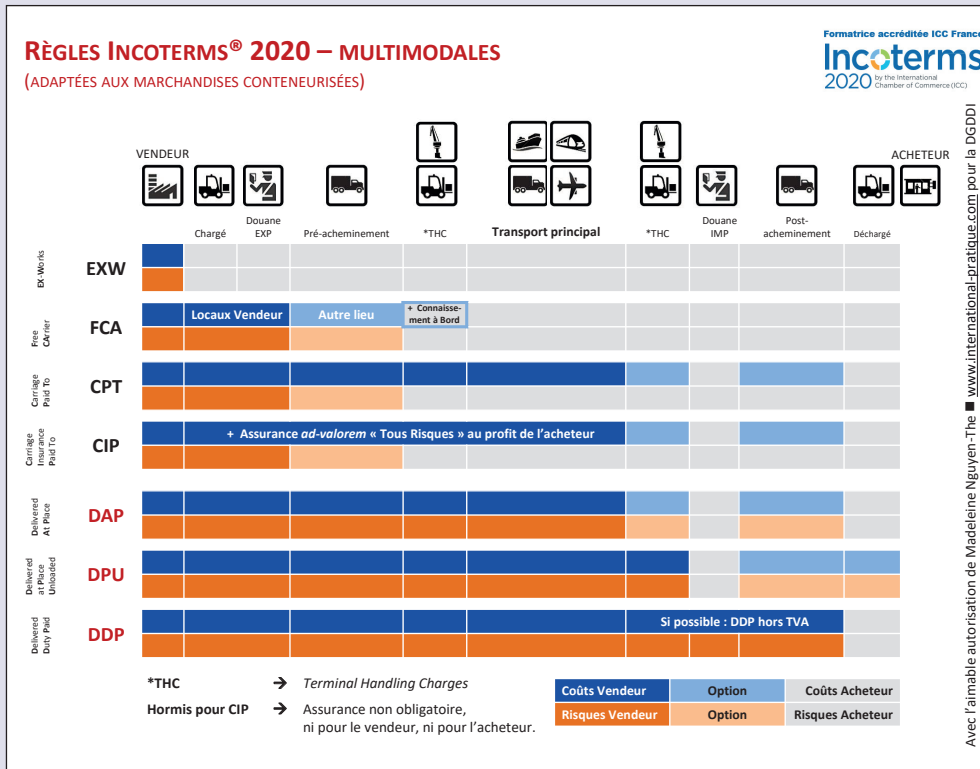 RÈGLES INCOTERMS® 2020 – MULTIMODALES
(ADAPTÉES AUX MARCHANDISES CONTENEURISÉES)
Formatrice accréditée ICC France
Incoterms
2020 by the International
Chamber of Commerce (ICC)
VENDEUR
ACHETEUR
Chargé
Douane
EXP
Pré-acheminement
*THC
Transport principal
*THC
Douane
IMP
Post-
acheminement
Déchargé
EX-Works
EXW
Free
CArrier
FCA
Locaux Vendeur
Autre lieu
+ Connaisse-
ment à Bord
Carriage
Paid To
CPT
Carriage
Insurance
Paid To
CIP
+ Assurance ad-valorem « Tous Risques » au profit de l’acheteur
Delivered
At Place
DAP
Delivered
at Place
Unloaded
DPU
Delivered
Duty Paid
DDP
Si possible : DDP hors TVA
*THC → Terminal Handling Charges
Hormis pour CIP → Assurance non obligatoire,
ni pour le vendeur, ni pour l’acheteur.
Coûts Vendeur Option Coûts Acheteur
Risques Vendeur Option Risques Acheteur
Avec l’aimable autorisation de Madeleine Nguyen-The ■ www.international-pratique.com pour la DGDDI